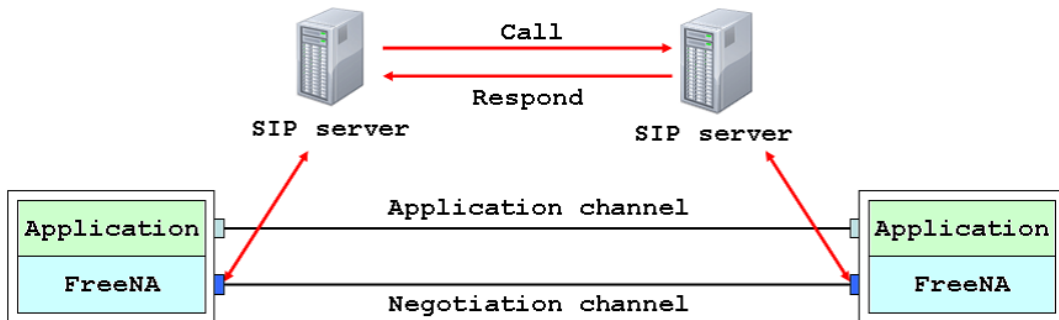 Call
Respond
SIP server
SIP server
Application channel
Application
Application
FreeNA
FreeNA
Negotiation channel